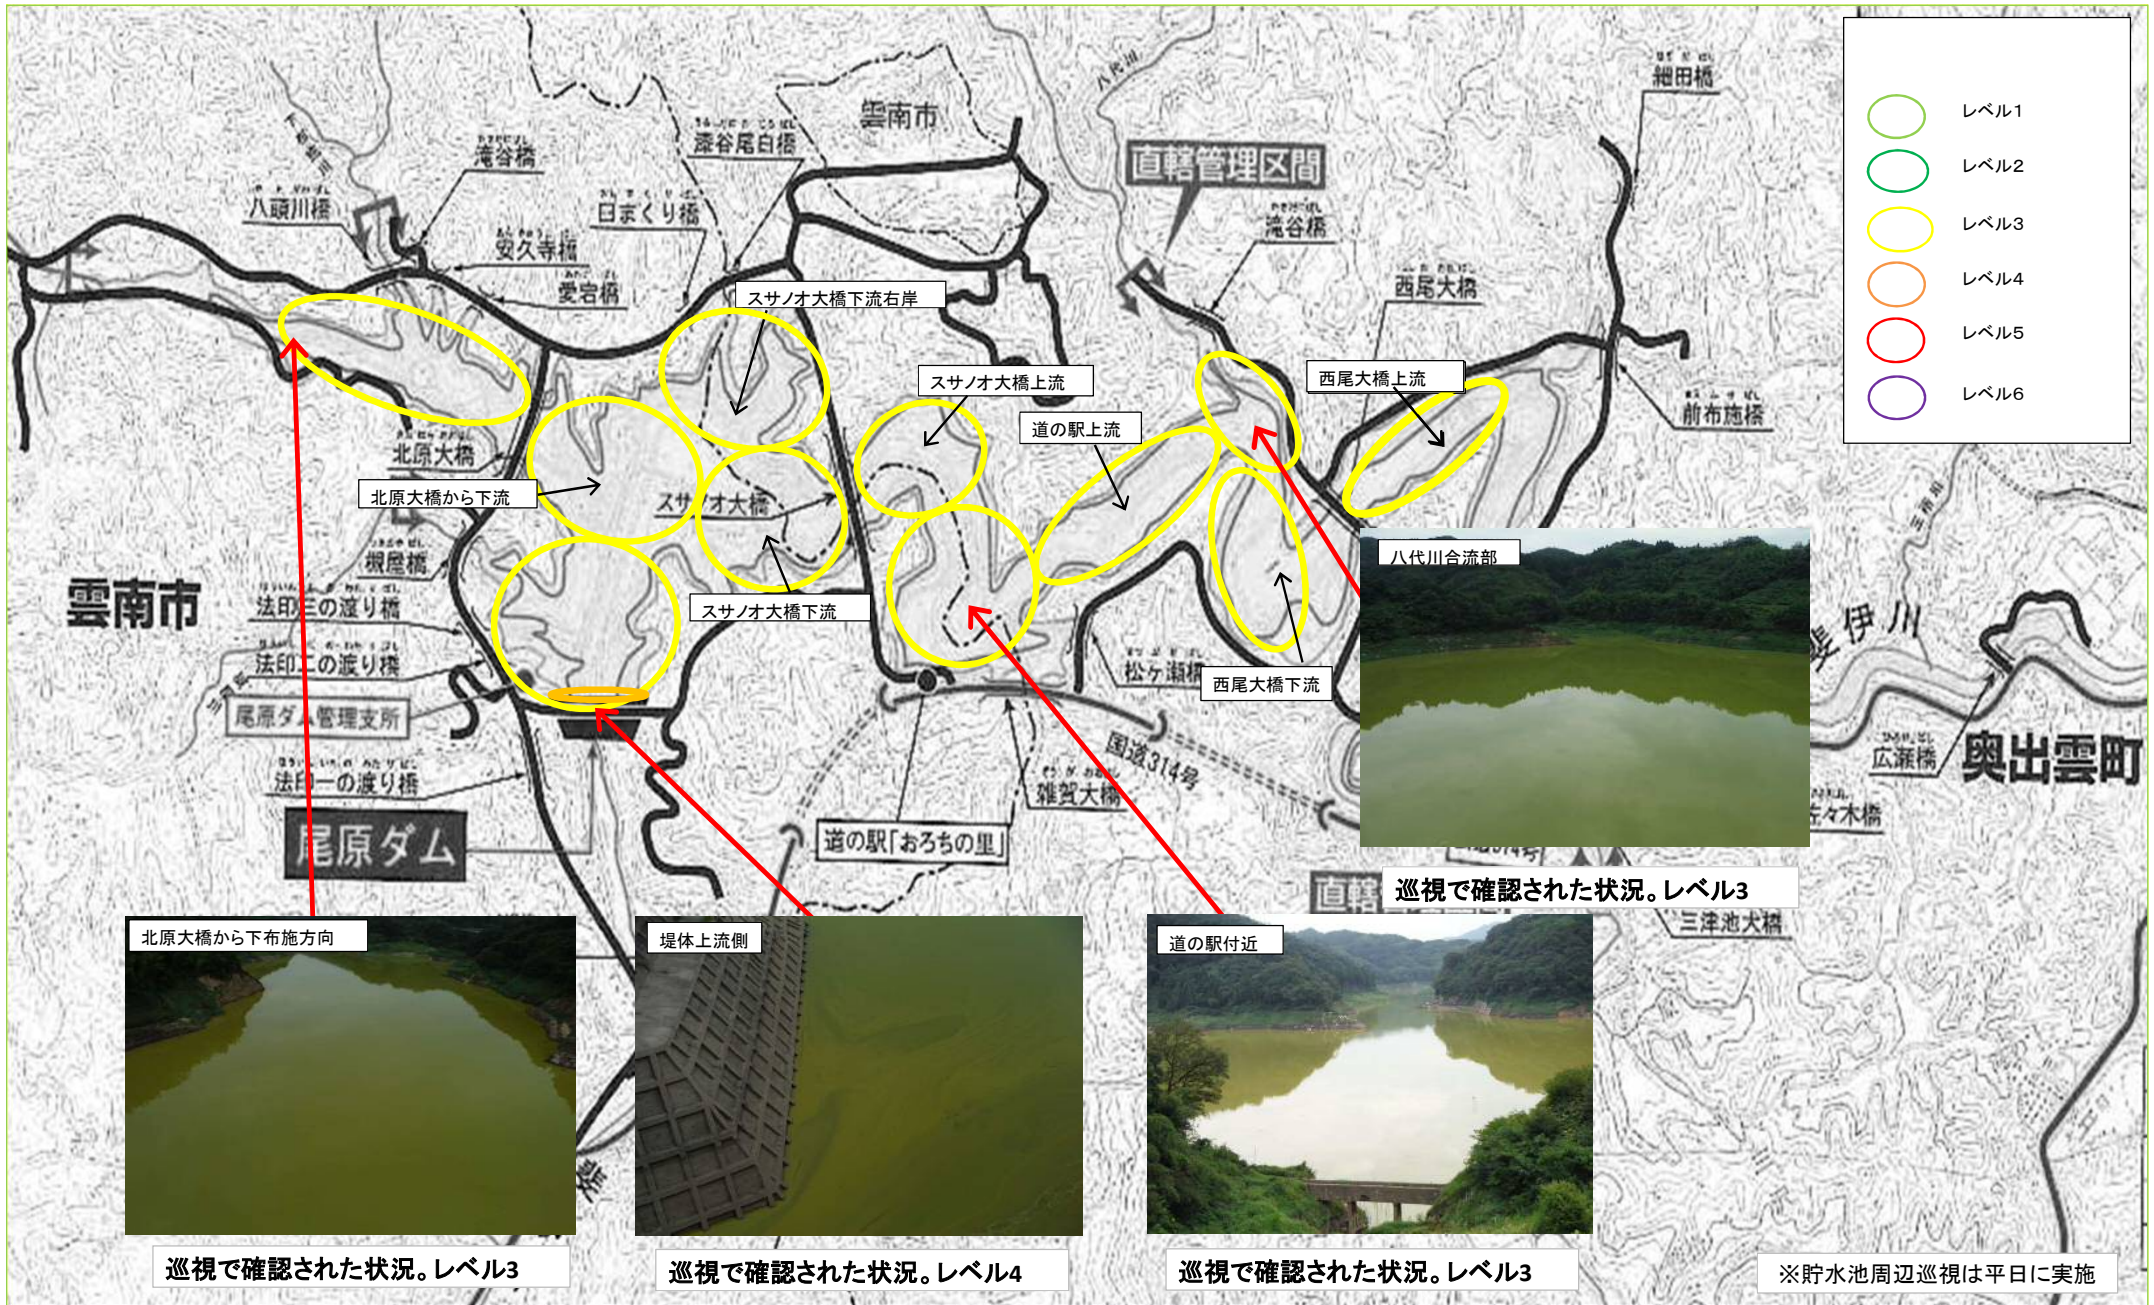 雲南市
細田橋
漆谷尾白橋
滝谷橋
直轄管理区間
八頭川橋
安久寺橋
日まくり橋
滝谷橋
愛宕橋
西尾大橋
スサノオ大橋下流右岸
スサノオ大橋上流
西尾大橋上流
道の駅上流
前布施橋
北原大橋
北原大橋から下流
スサノオ大橋
槻屋橋
八代川合流部
雲南市
法印三の渡り橋
スサノオ大橋下流
伊川
法印二の渡り橋
松ヶ瀬橋
西尾大橋下流
尾原ダム管理支所
国道314号
広瀬橋
奥出雲町
法印一の渡り橋
雑賀大橋
佐々木橋
尾原ダム
道の駅「おろちの里」
巡視で確認された状況。レベル3
三津池大橋
北原大橋から下布施方向
堤体上流側
道の駅付近
巡視で確認された状況。レベル3
巡視で確認された状況。レベル4
巡視で確認された状況。レベル3
※貯水池周辺巡視は平日に実施
レベル1
レベル2
レベル3
レベル4
レベル5
レベル6